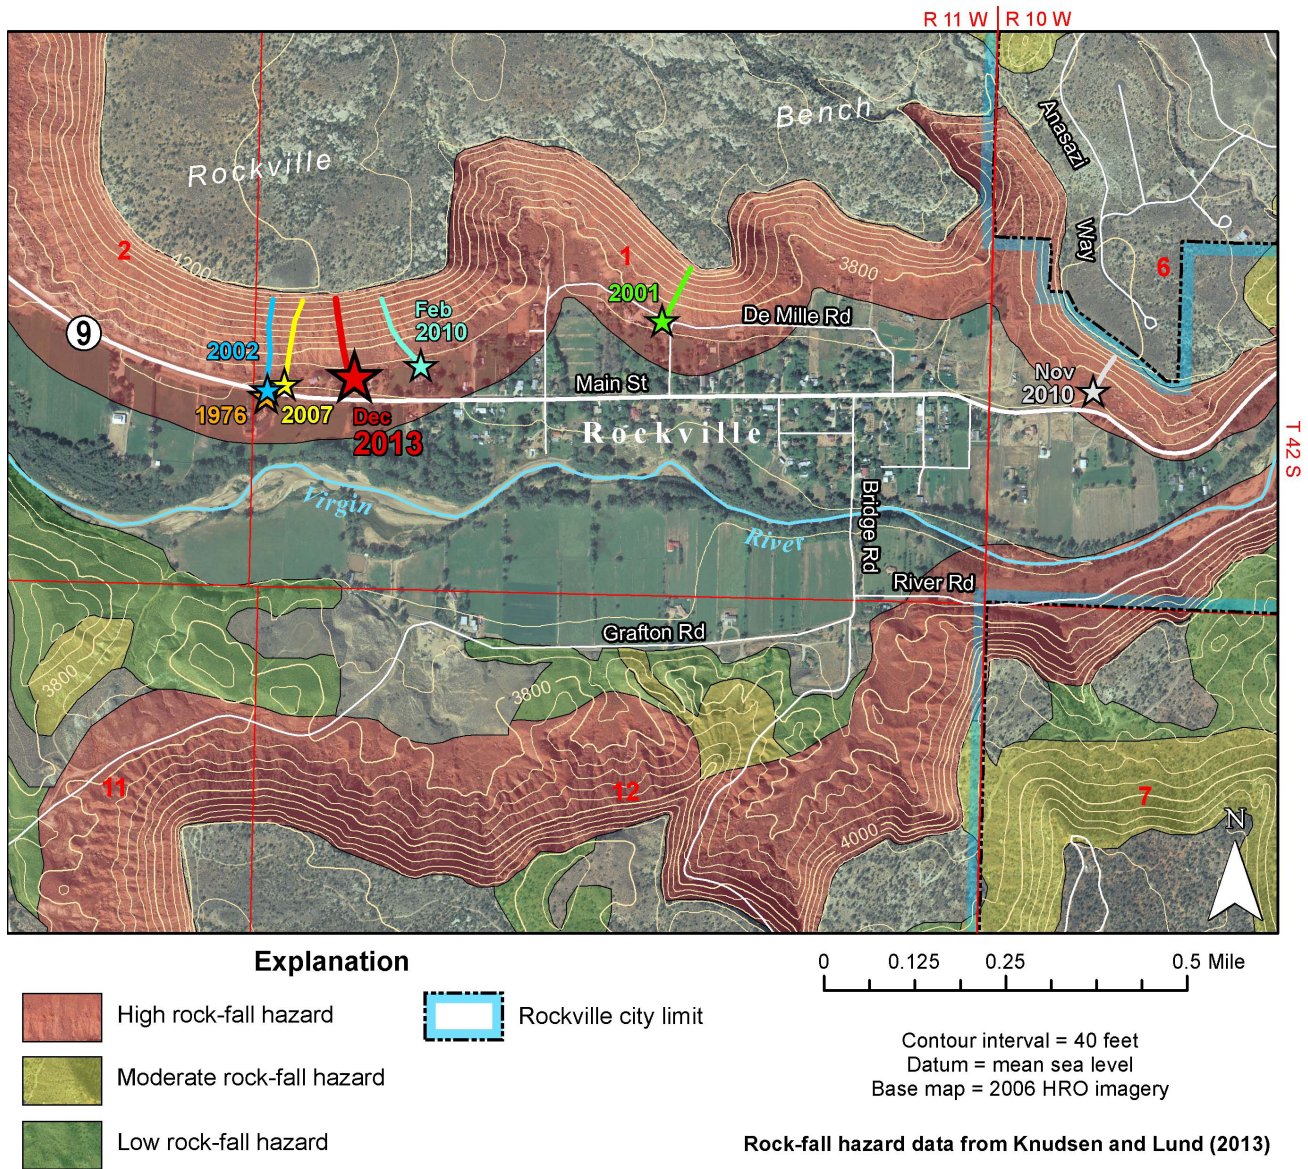 R 11 W R 10 W
Bench
Anasazi
Way
Rockville
2
4200
1
3800
6
2001
Feb
2010
De Mille Rd
9
2002
Main St
Nov
2010
1976
2007
Dec
2013
Rockville
T 42 S
Virgin
River
Bridge Rd
River Rd
Grafton Rd
3800
3800
11
12
7
4000
N
Explanation
High rock-fall hazard
Moderate rock-fall hazard
Low rock-fall hazard
Rockville city limit
0 0.125 0.25 0.5 Mile
Contour interval = 40 feet
Datum = mean sea level
Base map = 2006 HRO imagery
Rock-fall hazard data from Knudsen and Lund (2013)